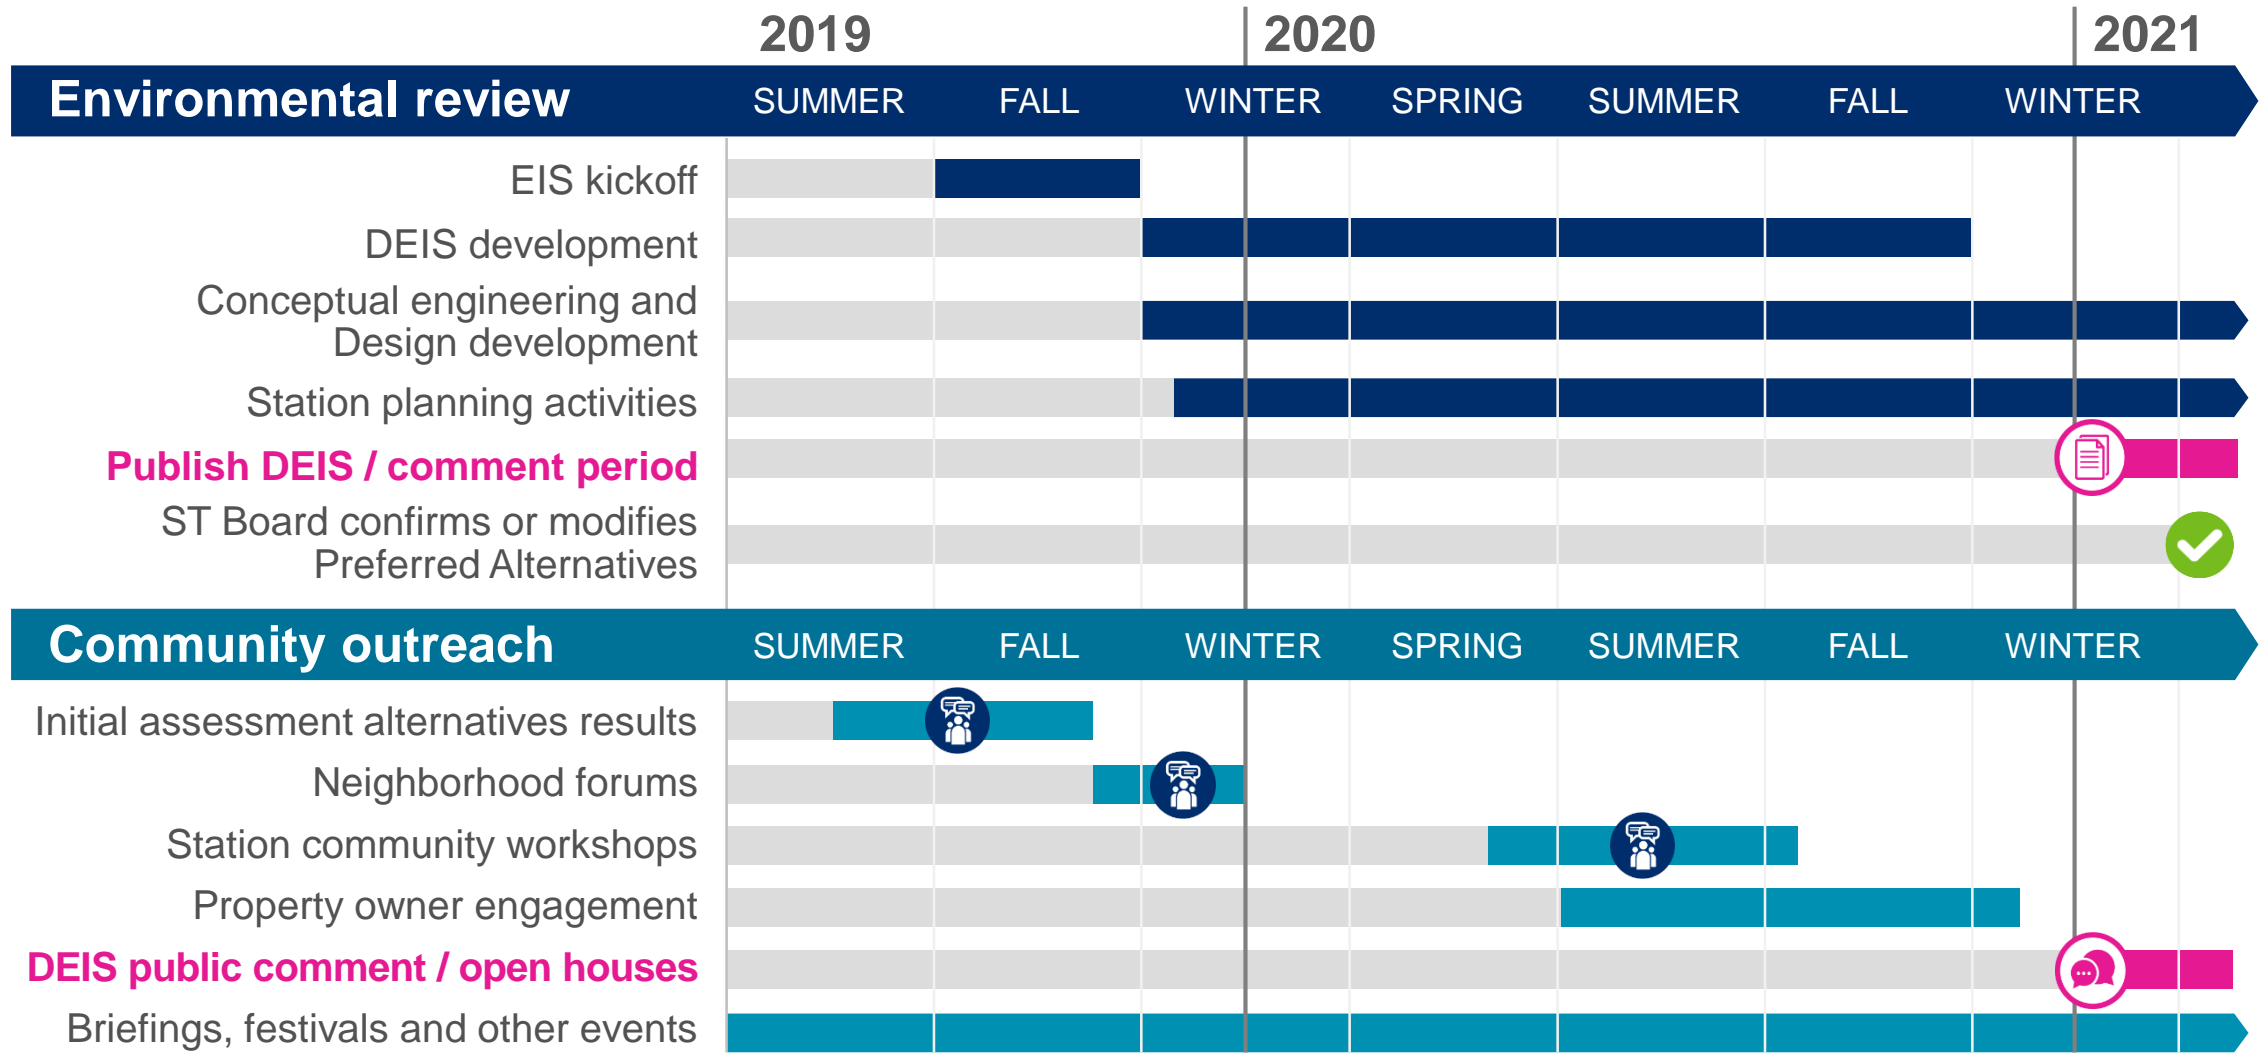 2019 2020 2021
Environmental review SUMMER FALL WINTER SPRING SUMMER FALL WINTER
EIS kickoff
DEIS development
Conceptual engineering and
Design development
Station planning activities
Publish DEIS / comment period
ST Board confirms or modifies
Preferred Alternatives
Community outreach SUMMER FALL WINTER SPRING SUMMER FALL WINTER
Initial assessment alternatives results
Neighborhood forums
Station community workshops
Property owner engagement
DEIS public comment / open houses
Briefings, festivals and other events